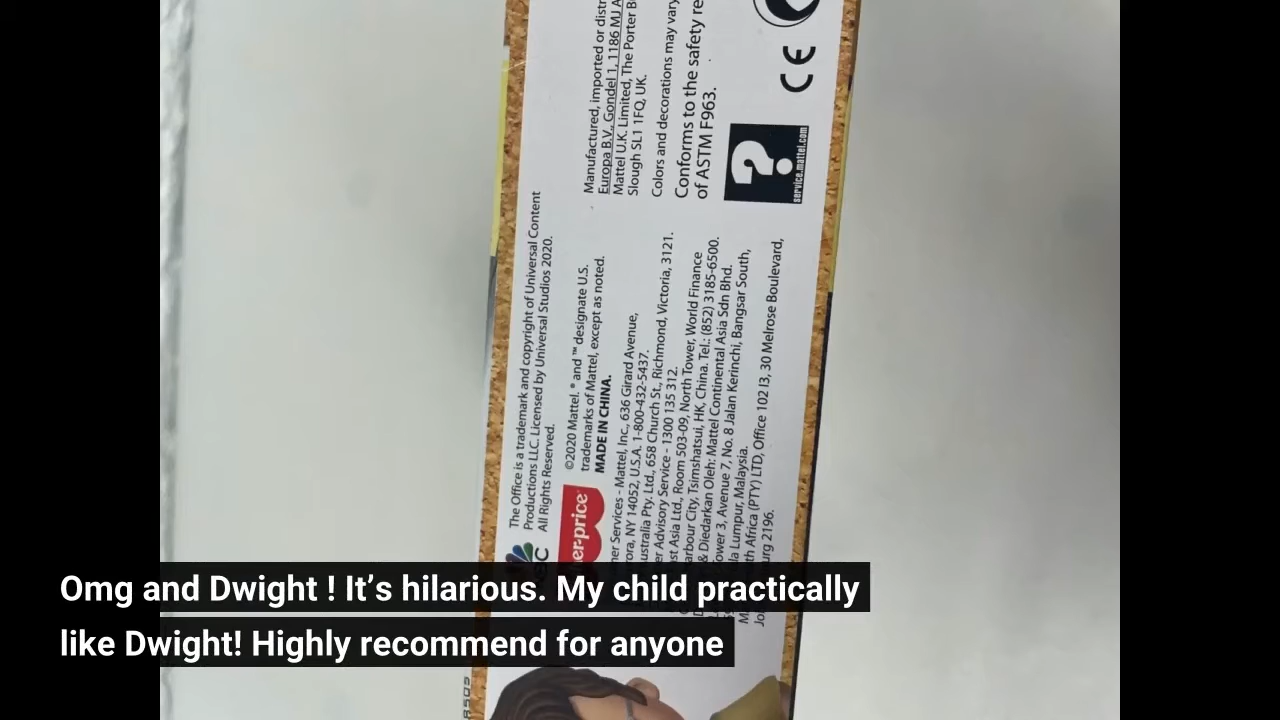 The Office is a trademark and copyright of Universal Content
Productions LLC. Licensed by Universal Studios 2020.
All Rights Reserved.
©2020 Mattel. ® and ™ designate U.S.
trademarks of Mattel, except as noted.
MADE IN CHINA.
Services - Mattel, Inc., 636 Girard Avenue,
NY 14052, U.S.A. 1-800-432-5437.
Pty. Ltd., 658 Church St., Richmond, Victoria, 3121.
Advisory Service - 1300 135 312.
Asia Ltd., Room 503-09, North Tower, World Finance
City, Tsimshatsui, HK, China. Tel.: (852) 3185-6500.
& Diedarkan Oleh: Mattel Continental Asia Sdn Bhd.
Tower 3, Avenue 7, No. 8 Jalan Kerinchi, Bangsar South,
Lumpur, Malaysia.
Africa (PTY) LTD, Office 102 I3, 30 Melrose Boulevard,
2196.
Manufactured, imported or
Europa B.V., Gondel 1, 1186 MJ
Mattel U.K. Limited, The Porter
Slough SL1 1FQ, UK.
Colors and decorations may vary
Conforms to the safety
of ASTM F963.
?
service.mattel.com
CE
Omg and Dwight ! It’s hilarious. My child practically
like Dwight! Highly recommend for anyone